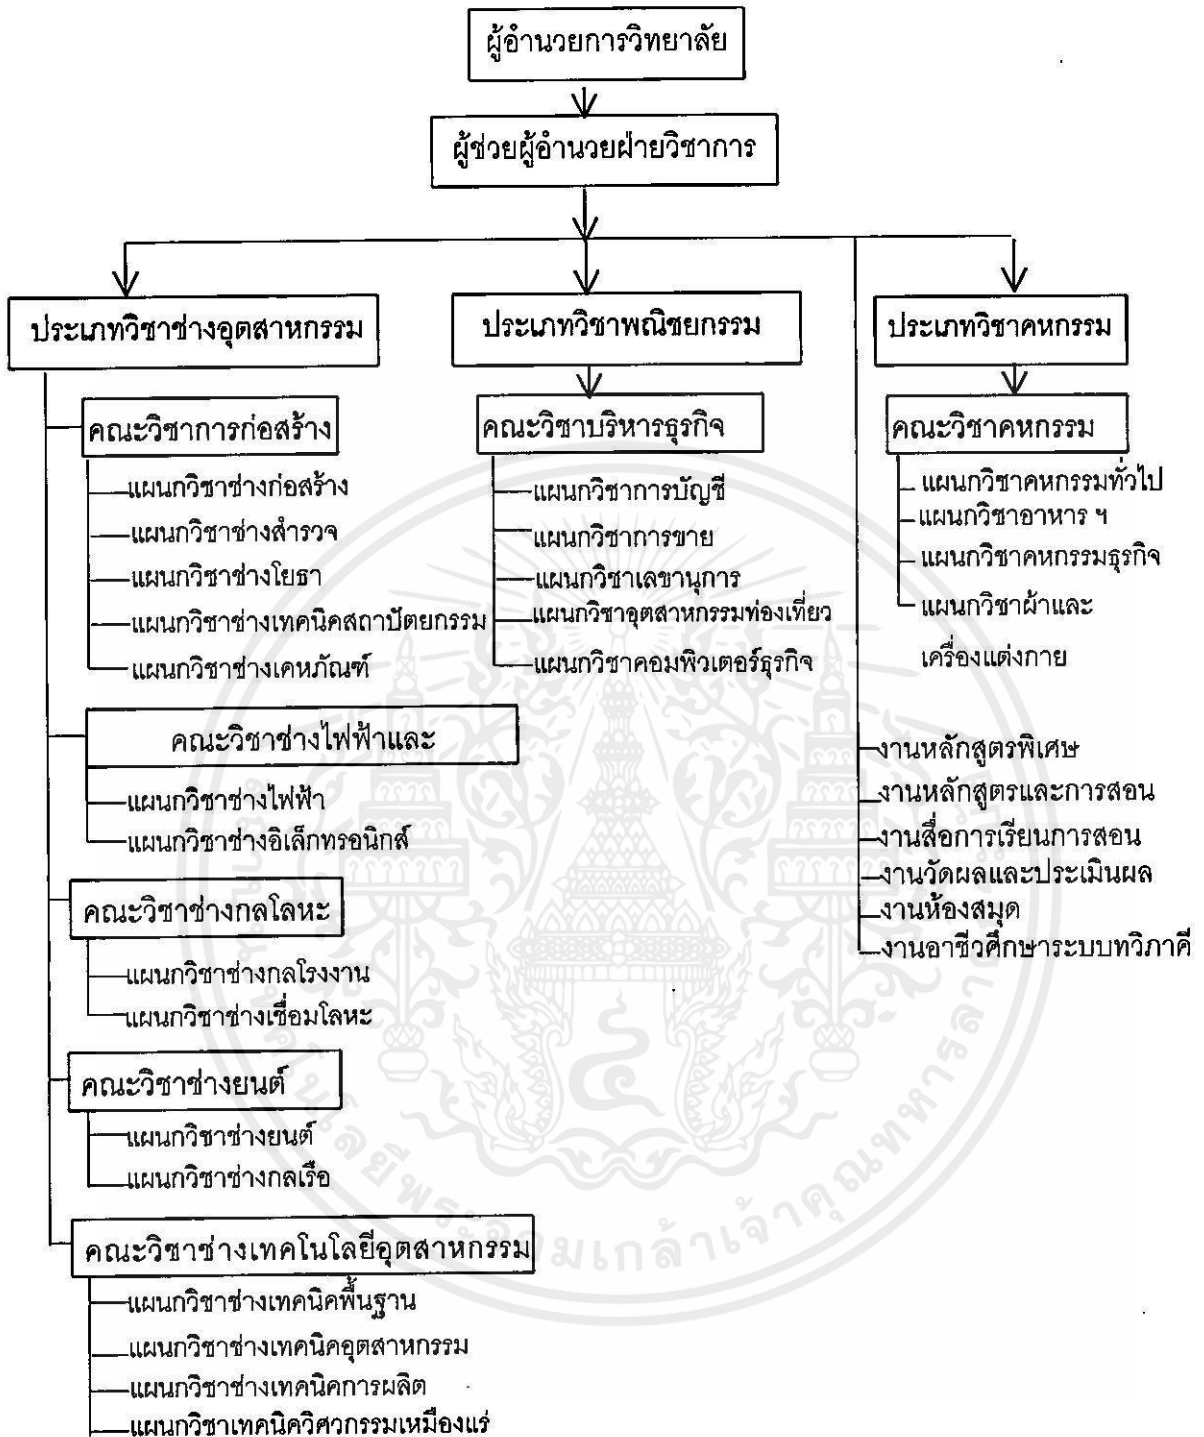 ผู้อำนวยการวิทยาลัย
ผู้ช่วยผู้อำนวยฝ่ายวิชาการ
ประเภทวิชาช่างอุตสาหกรรม
คณะวิชาการก่อสร้าง
แผนกวิชาช่างก่อสร้าง
แผนกวิชาช่างสำรวจ
แผนกวิชาช่างโยธา
แผนกวิชาช่างเทคนิคสถาปัตยกรรม
แผนกวิชาช่างเคหภัณฑ์
คณะวิชาช่างไฟฟ้าและ
แผนกวิชาช่างไฟฟ้า
แผนกวิชาช่างอิเล็กทรอนิกส์
คณะวิชาช่างกลโลหะ
แผนกวิชาช่างกลโรงงาน
แผนกวิชาช่างเชื่อมโลหะ
คณะวิชาช่างยนต์
แผนกวิชาช่างยนต์
แผนกวิชาช่างกลเรือ
คณะวิชาช่างเทคโนโลยีอุตสาหกรรม
แผนกวิชาช่างเทคนิคพื้นฐาน
แผนกวิชาช่างเทคนิคอุตสาหกรรม
แผนกวิชาช่างเทคนิคการผลิต
แผนกวิชาเทคนิควิศวกรรมเหมืองแร่
ประเภทวิชาพณิชยกรรม
คณะวิชาบริหารธุรกิจ
แผนกวิชาการบัญชี
แผนกวิชาการขาย
แผนกวิชาเลขานุการ
แผนกวิชาอุตสาหกรรมท่องเที่ยว
แผนกวิชาคอมพิวเตอร์ธุรกิจ
ประเภทวิชาคหกรรม
คณะวิชาคหกรรม
แผนกวิชาคหกรรมทั่วไป
แผนกวิชาอาหาร ฯ
แผนกวิชาคหกรรมธุรกิจ
แผนกวิชาผ้าและ
เครื่องแต่งกาย
งานหลักสูตรพิเศษ
งานหลักสูตรและการสอน
งานสื่อการเรียนการสอน
งานวัดผลและประเมินผล
งานห้องสมุด
งานอาชีวศึกษาระบบทวิภาคี